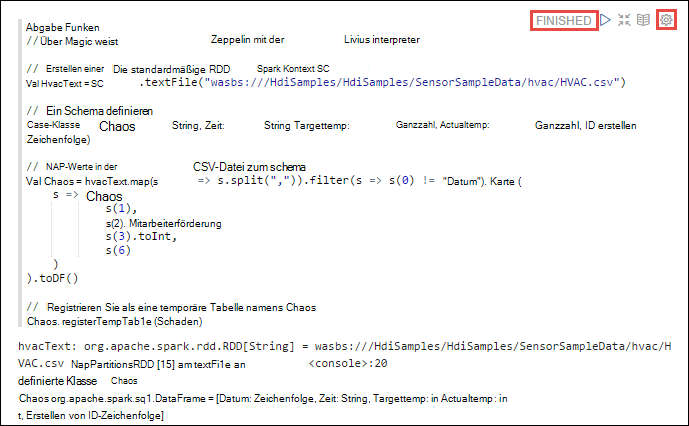 Abgabe Funken
FINISHED
// Über Magic weist Zeppelin mit der Livius interpreter
// Erstellen einer Die standardmäßige RDD Spark Kontext SC
Val HvacText = SC .textFile("wasbs:///HdiSamples/HdiSamples/SensorSampleData/hvac/HVAC.csv")
// Ein Schema definieren
Case-Klasse Chaos String, Zeit: String Targettemp: Ganzzahl, Actualtemp: Ganzzahl, ID erstellen
Zeichenfolge)
// NAP-Werte in der CSV-Datei zum schema
Val Chaos = hvacText.map(s => s.split(",")).filter(s => s(0) != "Datum"). Karte (
s => Chaos
s(1),
s(2). Mitarbeiterförderung
s(3).toInt,
s(6)
)
).toDF()
// Registrieren Sie als eine temporäre Tabelle namens Chaos
Chaos. registerTempTab1e (Schaden)
hvacText: org.apache.spark.rdd.RDD[String] = wasbs:///HdiSamples/HdiSamples/SensorSampleData/hvac/H
VAC.csv NapPartitionsRDD [15] am textFi1e an <console>:20
definierte Klasse Chaos
Chaos org.apache.spark.sq1.DataFrame = [Datum: Zeichenfolge, Zeit: String, Targettemp: in Actualtemp: in
t, Erstellen von ID-Zeichenfolge]